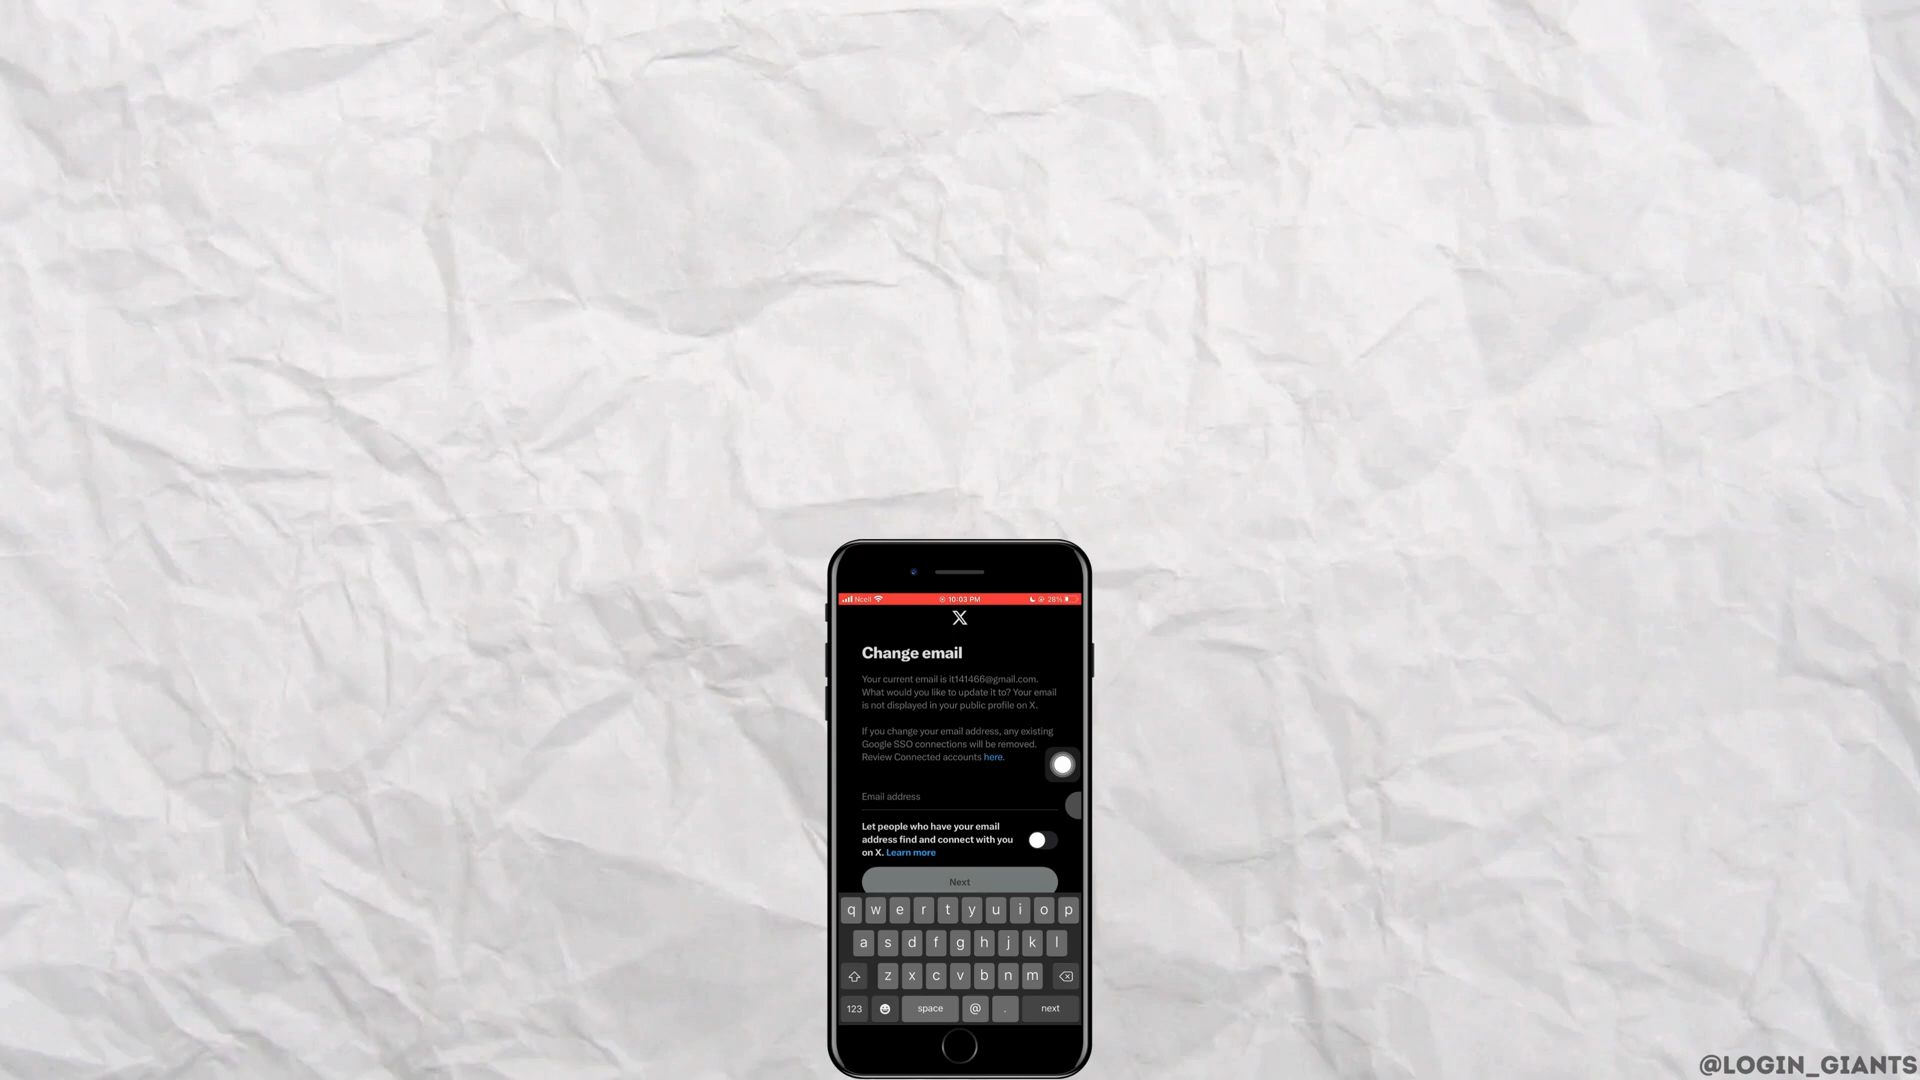 Ncell 10:03 PM 28%
X
Change email
Your current email is it141466@gmail.com.
What would you like to update it to? Your email
is not displayed in your public profile on X.
If you change your email address, any existing
Google SSO connections will be removed.
Review Connected accounts here.
Email address
Let people who have your email
address find and connect with you
on X. Learn more
Next
q w e r t y u i o p
a s d f g h j k l
z x c v b n m
123 space @ . next
@LOGIN_GIANTS